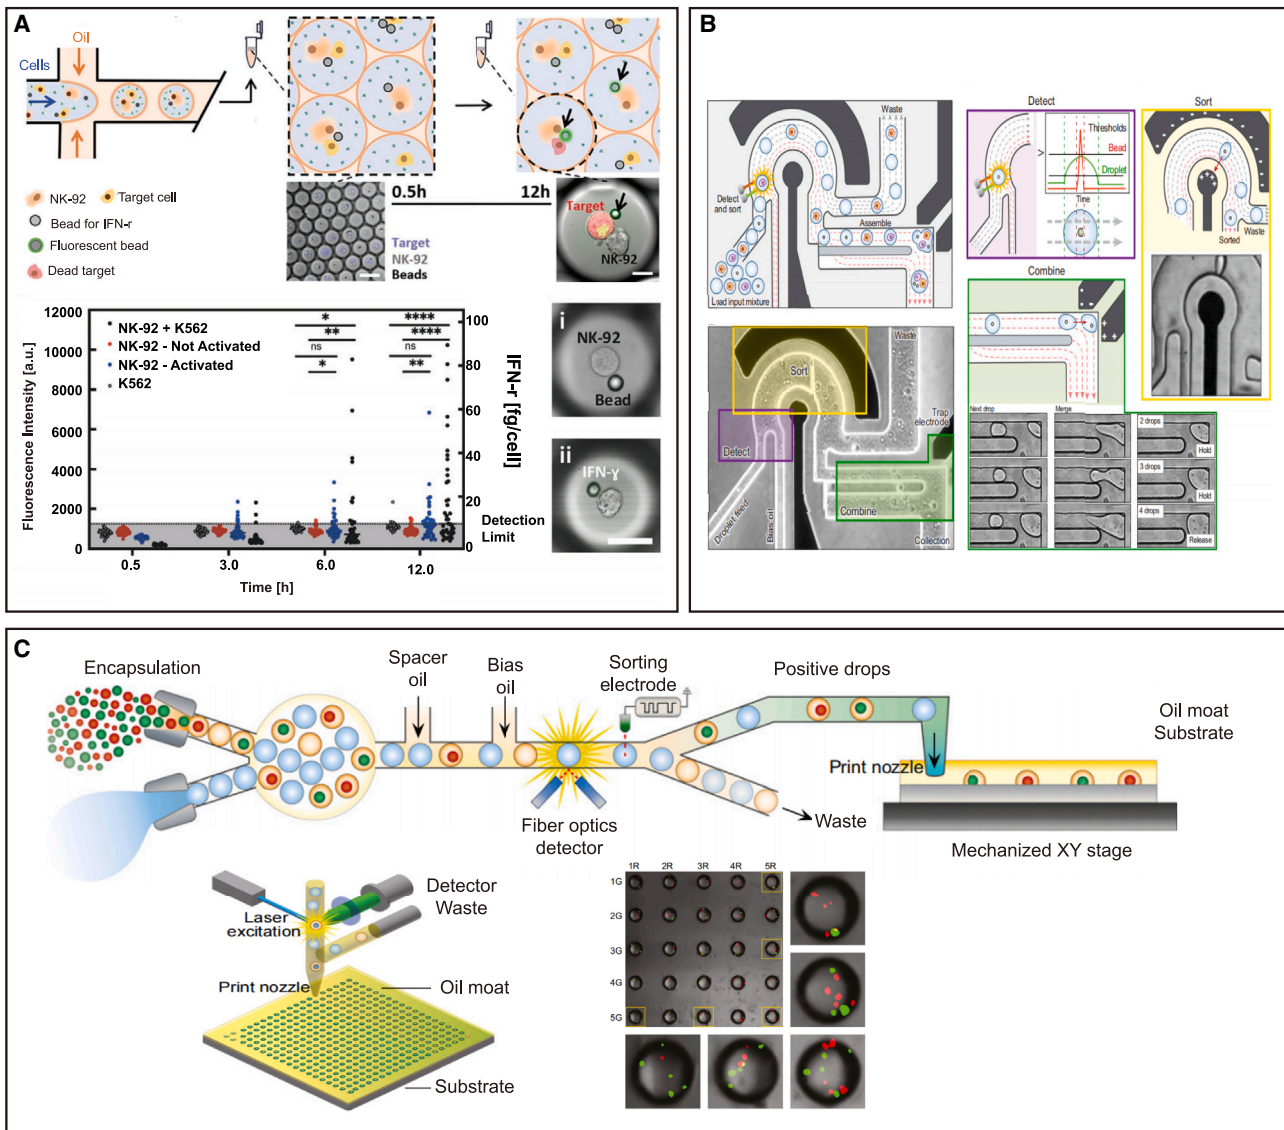 A
Oil
Cells
NK-92
Target cell
Bead for IFN-r
Fluorescent bead
Dead target
0.5h
12h
Target
NK-92
Beads
Target
NK-92
12000
10000
8000
6000
4000
2000
0
Fluorescence Intensity [a.u.]
NK-92 + K562
NK-92 - Not Activated
NK-92 - Activated
K562
*
**
ns
*
****
****
ns
**
100
80
60
40
20
0
IFN-r [fg/cell]
Detection
Limit
0.5
3.0
6.0
12.0
Time [h]
i
NK-92
Bead
ii
IFN-γ
B
Waste
Detect
and sort
Assemble
Load input mixture
Detect
Thresholds
Bead
Droplet
V
Time
Sort
Waste
Sorted
Combine
Next drop
Merge
2 drops
Hold
3 drops
Hold
4 drops
Release
Waste
Sort
Trap
electrode
Detect
Combine
Droplet feed
Bias oil
Collection
C
Encapsulation
Spacer
oil
Bias
oil
Sorting
electrode
Positive drops
Oil moat
Substrate
Print nozzle
Fiber optics
detector
Waste
Mechanized XY stage
Laser
excitation
Detector
Waste
Print nozzle
Oil moat
Substrate
1R 2R 3R 4R 5R
1G
2G
3G
4G
5G